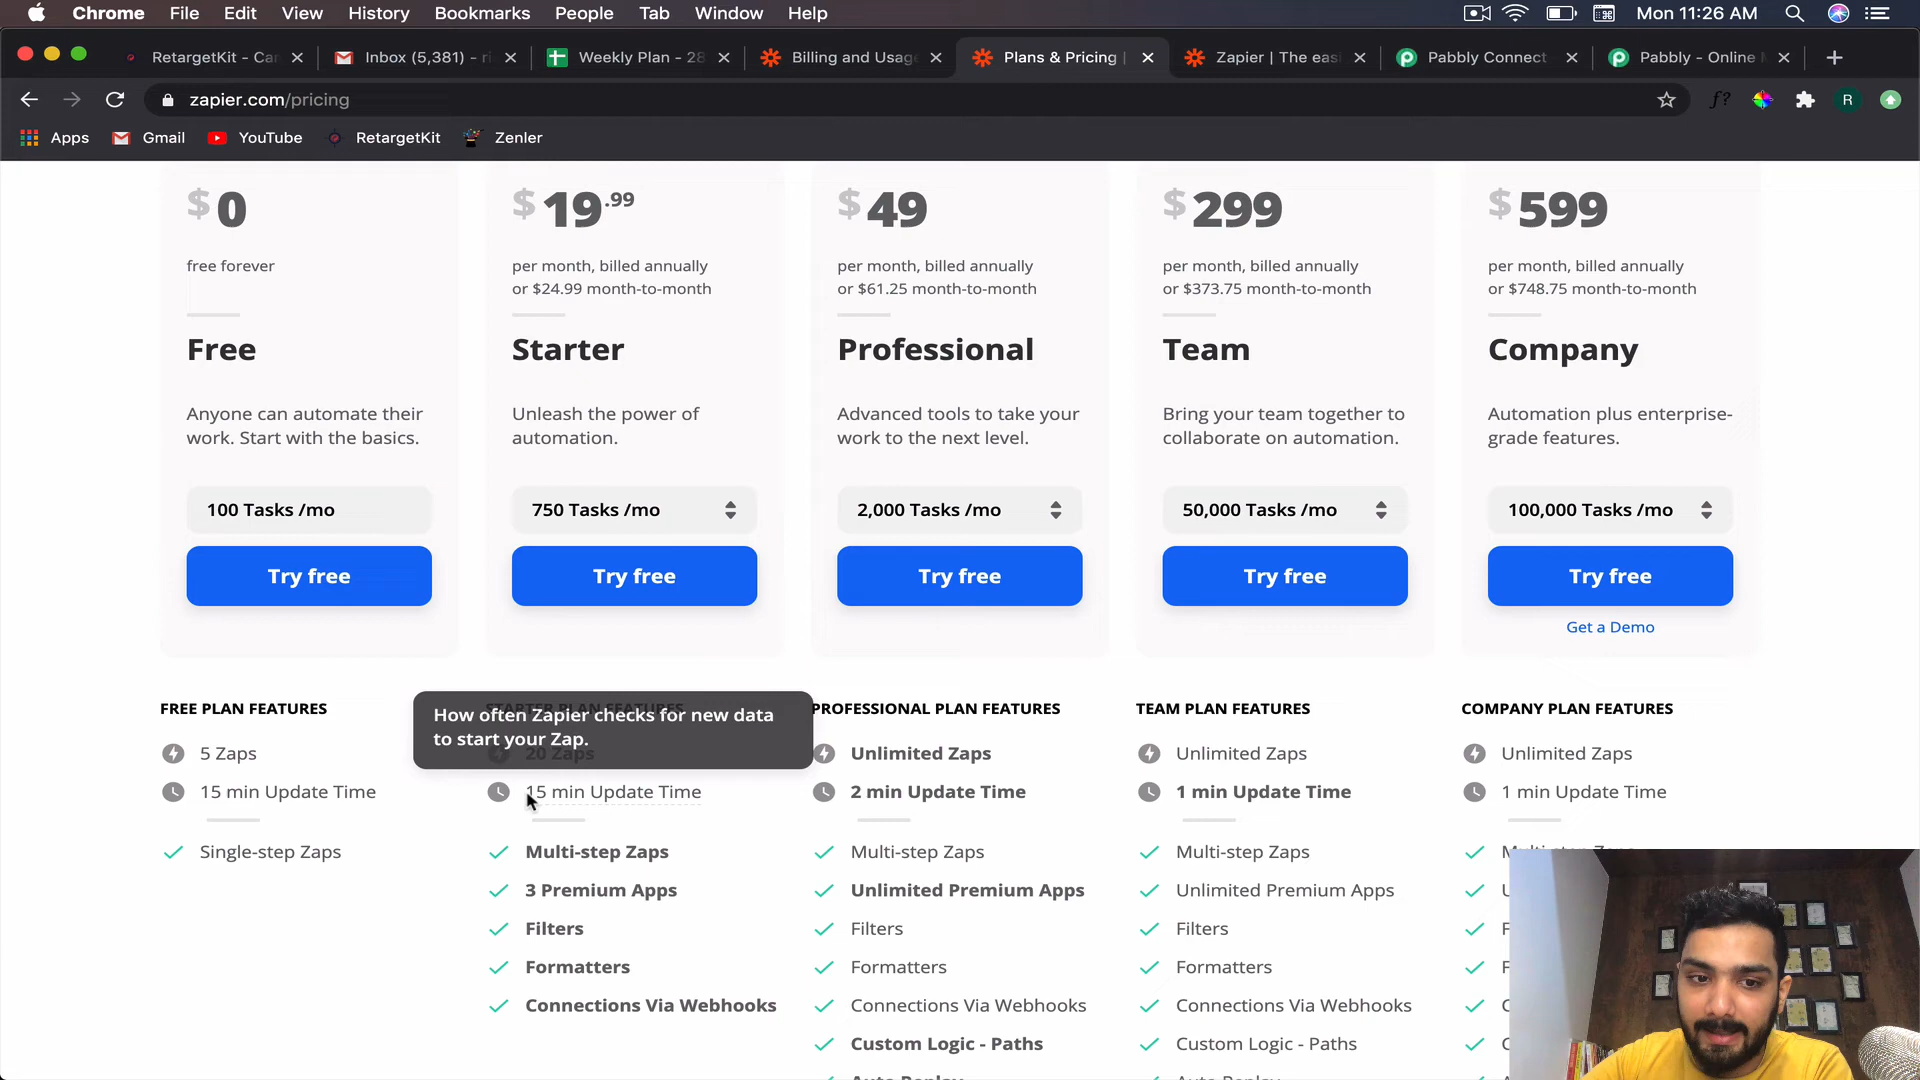 Chrome File Edit View History Bookmarks People Tab Window Help
Mon 11:26 AM
RetargetKit - Ca
Inbox (5,381) - ri
Weekly Plan - 28
Billing and Usag
Plans & Pricing |
Zapier | The easi
Pabbly Connect
Pabbly - Online M
zapier.com/pricing
f?
R
Apps Gmail YouTube RetargetKit Zenler
$0
free forever
Free
Anyone can automate their
work. Start with the basics.
100 Tasks /mo
Try free
$19.99
per month, billed annually
or $24.99 month-to-month
Starter
Unleash the power of
automation.
750 Tasks /mo
Try free
$49
per month, billed annually
or $61.25 month-to-month
Professional
Advanced tools to take your
work to the next level.
2,000 Tasks /mo
Try free
$299
per month, billed annually
or $373.75 month-to-month
Team
Bring your team together to
collaborate on automation.
50,000 Tasks /mo
Try free
$599
per month, billed annually
or $748.75 month-to-month
Company
Automation plus enterprise-
grade features.
100,000 Tasks /mo
Try free
Get a Demo
FREE PLAN FEATURES
5 Zaps
15 min Update Time
Single-step Zaps
How often Zapier checks for new data
to start your Zap.
STARTER PLAN FEATURES
20 Zaps
15 min Update Time
Multi-step Zaps
3 Premium Apps
Filters
Formatters
Connections Via Webhooks
PROFESSIONAL PLAN FEATURES
Unlimited Zaps
2 min Update Time
Multi-step Zaps
Unlimited Premium Apps
Filters
Formatters
Connections Via Webhooks
Custom Logic - Paths
Auto Replay
TEAM PLAN FEATURES
Unlimited Zaps
1 min Update Time
Multi-step Zaps
Unlimited Premium Apps
Filters
Formatters
Connections Via Webhooks
Custom Logic - Paths
Auto Replay
COMPANY PLAN FEATURES
Unlimited Zaps
1 min Update Time